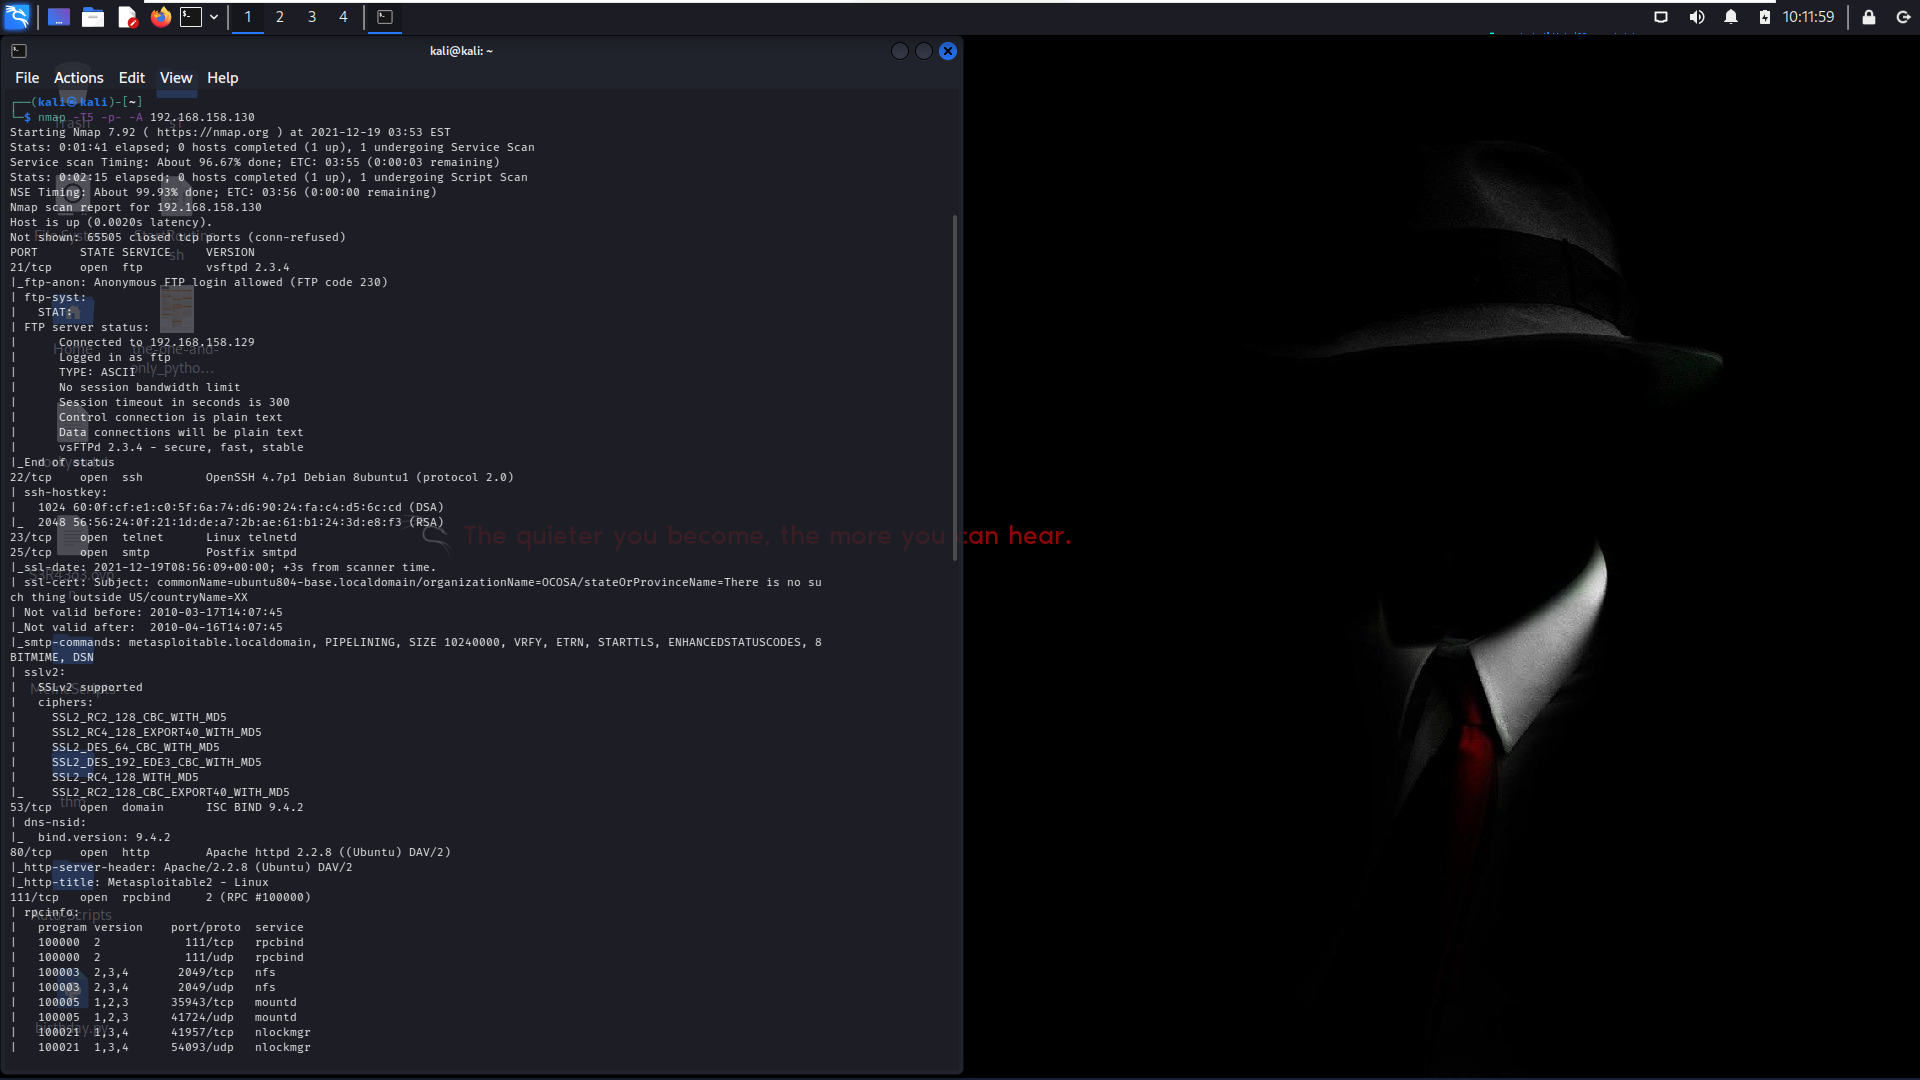 1 2 3 4 10:11:59
kali@kali: ~
File Actions Edit View Help
┌──(kali㉿kali)-[~]
└─$ nmap -T5 -p- -A 192.168.158.130
Starting Nmap 7.92 ( https://nmap.org ) at 2021-12-19 03:53 EST
Stats: 0:01:41 elapsed; 0 hosts completed (1 up), 1 undergoing Service Scan
Service scan Timing: About 96.67% done; ETC: 03:55 (0:00:03 remaining)
Stats: 0:02:15 elapsed; 0 hosts completed (1 up), 1 undergoing Script Scan
NSE Timing: About 99.93% done; ETC: 03:56 (0:00:00 remaining)
Nmap scan report for 192.168.158.130
Host is up (0.0020s latency).
Not shown: 65505 closed tcp ports (conn-refused)
PORT      STATE SERVICE     VERSION
21/tcp    open  ftp         vsftpd 2.3.4
|_ftp-anon: Anonymous FTP login allowed (FTP code 230)
| ftp-syst:
|   STAT:
| FTP server status:
|      Connected to 192.168.158.129
|      Logged in as ftp
|      TYPE: ASCII
|      No session bandwidth limit
|      Session timeout in seconds is 300
|      Control connection is plain text
|      Data connections will be plain text
|      vsFTPd 2.3.4 - secure, fast, stable
|_End of status
22/tcp    open  ssh         OpenSSH 4.7p1 Debian 8ubuntu1 (protocol 2.0)
| ssh-hostkey:
|   1024 60:0f:cf:e1:c0:5f:6a:74:d6:90:24:fa:c4:d5:6c:cd (DSA)
|_  2048 56:56:24:0f:21:1d:de:a7:2b:ae:61:b1:24:3d:e8:f3 (RSA)
23/tcp    open  telnet      Linux telnetd
25/tcp    open  smtp        Postfix smtpd
|_ssl-date: 2021-12-19T08:56:09+00:00; +3s from scanner time.
| ssl-cert: Subject: commonName=ubuntu804-base.localdomain/organizationName=OCOSA/stateOrProvinceName=There is no su
ch thing outside US/countryName=XX
| Not valid before: 2010-03-17T14:07:45
|_Not valid after:  2010-04-16T14:07:45
|_smtp-commands: metasploitable.localdomain, PIPELINING, SIZE 10240000, VRFY, ETRN, STARTTLS, ENHANCEDSTATUSCODES, 8
BITMIME, DSN
| sslv2:
|   SSLv2 supported
|   ciphers:
|     SSL2_RC2_128_CBC_WITH_MD5
|     SSL2_RC4_128_EXPORT40_WITH_MD5
|     SSL2_DES_64_CBC_WITH_MD5
|     SSL2_DES_192_EDE3_CBC_WITH_MD5
|     SSL2_RC4_128_WITH_MD5
|_    SSL2_RC2_128_CBC_EXPORT40_WITH_MD5
53/tcp    open  domain      ISC BIND 9.4.2
| dns-nsid:
|_  bind.version: 9.4.2
80/tcp    open  http        Apache httpd 2.2.8 ((Ubuntu) DAV/2)
|_http-server-header: Apache/2.2.8 (Ubuntu) DAV/2
|_http-title: Metasploitable2 - Linux
111/tcp   open  rpcbind     2 (RPC #100000)
| rpcinfo:
|   program version    port/proto  service
|   100000  2            111/tcp   rpcbind
|   100000  2            111/udp   rpcbind
|   100003  2,3,4       2049/tcp   nfs
|   100003  2,3,4       2049/udp   nfs
|   100005  1,2,3      35943/tcp   mountd
|   100005  1,2,3      41724/udp   mountd
|   100021  1,3,4      41957/tcp   nlockmgr
|   100021  1,3,4      54093/udp   nlockmgr
Trash
Home
the-one-and-
only_pytho...
thm
Auto-Scripts
birthday.py
The quieter you become, the more you can hear.